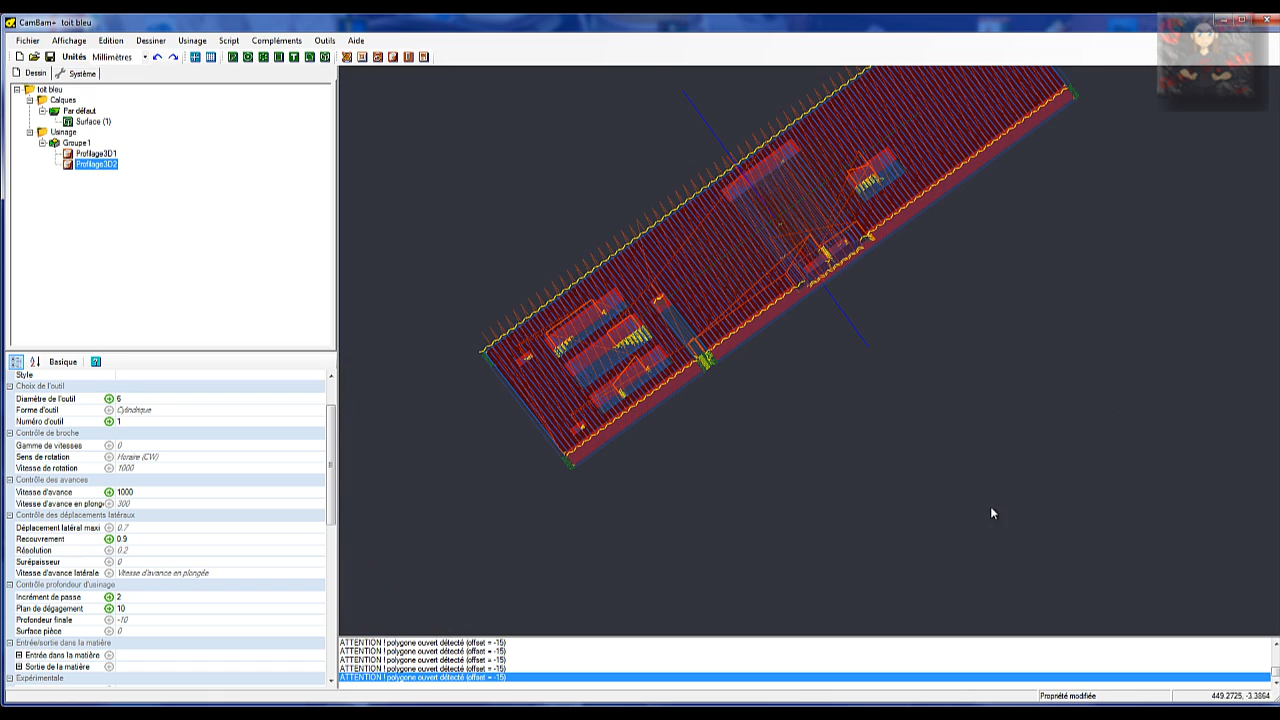 CamBam+ toit bleu
Fichier Affichage Edition Dessiner Usinage Script Compléments Outils Aide
Unités Millimètres
Dessin Système
toit bleu
Calques
Par défaut
Surface (1)
Usinage
Groupe1
Profilage3D1
Profilage3D2
Basique
Style
Choix de l'outil
Diamètre de l'outil 6
Forme d'outil Cylindrique
Numéro d'outil 1
Contrôle de broche
Gamme de vitesses 0
Sens de rotation Horaire (CW)
Vitesse de rotation 1000
Contrôle des avances
Vitesse d'avance 1000
Vitesse d'avance en plong 300
Contrôle des déplacements latéraux
Déplacement latéral maxi 0.7
Recouvrement 0.9
Résolution 0.2
Surépaisseur 0
Vitesse d'avance latérale Vitesse d'avance en plongée
Contrôle profondeur d'usinage
Incrément de passe 2
Plan de dégagement 10
Profondeur finale -10
Surface pièce 0
Entrée/sortie dans la matière
Entrée dans la matière
Sortie de la matière
Expérimentale
ATTENTION ! polygone ouvert détecté (offset = -15)
ATTENTION ! polygone ouvert détecté (offset = -15)
ATTENTION ! polygone ouvert détecté (offset = -15)
ATTENTION ! polygone ouvert détecté (offset = -15)
ATTENTION ! polygone ouvert détecté (offset = -15)
Propriété modifiée 449.2725, -3.3864